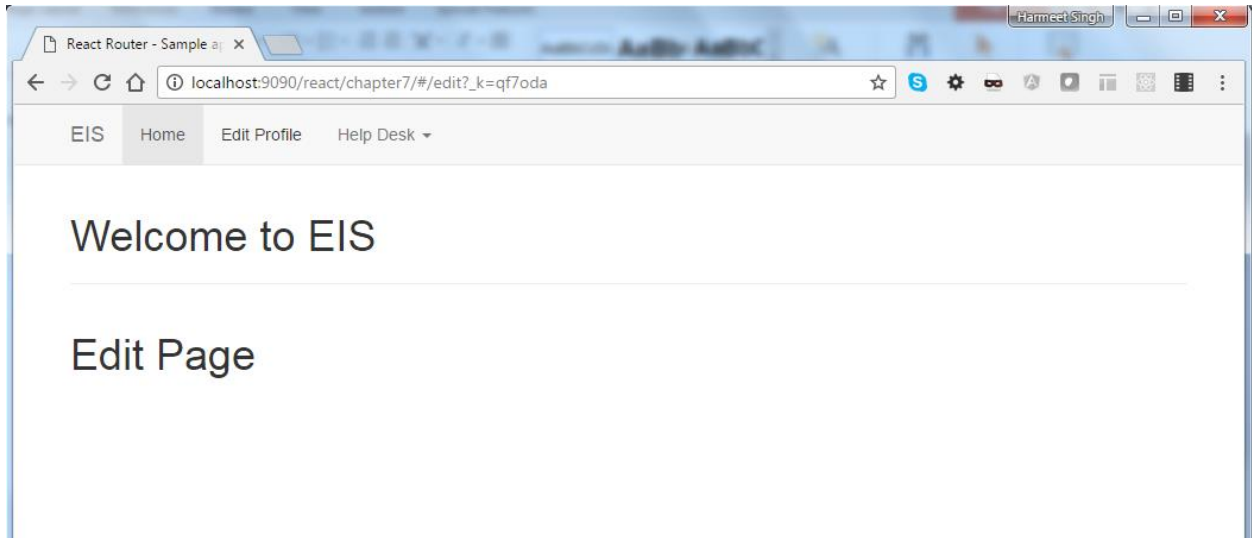 Harmeet Singh
React Router - Sample a
localhost:9090/react/chapter7/#/edit?_k=qf7oda
EIS Home Edit Profile Help Desk
Welcome to EIS
Edit Page